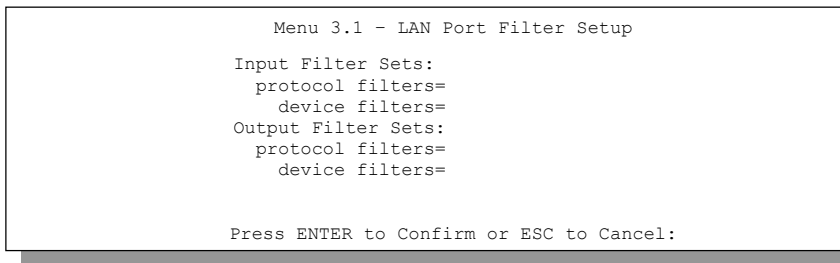 Menu 3.1 – LAN Port Filter Setup
Input Filter Sets:
protocol filters=
device filters=
Output Filter Sets:
protocol filters=
device filters=
Press ENTER to Confirm or ESC to Cancel: